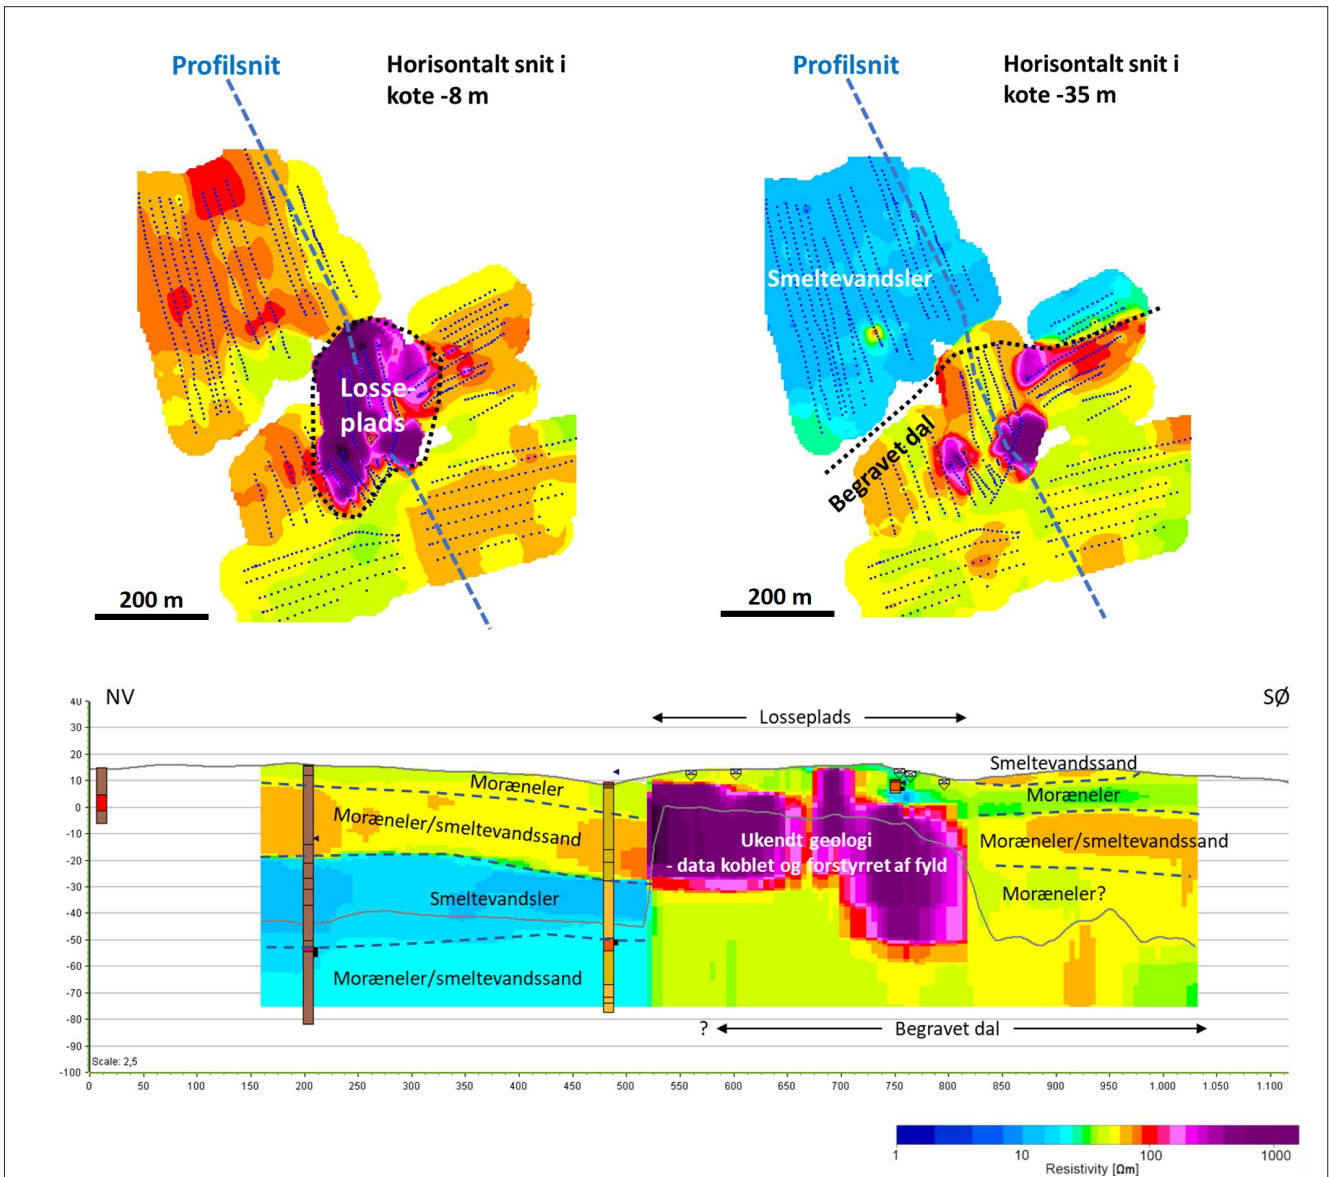 Profilsnit
Horisontalt snit i
kote -8 m
Profilsnit
Horisontalt snit i
kote -35 m
Losse-
plads
200 m
Smeltevandsler
Begravet dal
200 m
NV
SØ
40
30
20
10
0
-10
-20
-30
-40
-50
-60
-70
-80
-90
-100
Losseplads
Moræneler
Moræneler/smeltevandssand
Smeltevandsler
Moræneler/smeltevandssand
Ukendt geologi
- data koblet og forstyrret af fyld
Smeltevandssand
Moræneler
Moræneler/smeltevandssand
Moræneler?
? Begravet dal
Scale: 2,5
0 50 100 150 200 250 300 350 400 450 500 550 600 650 700 750 800 850 900 950 1.000 1.050 1.100
1 10 100 1000
Resistivity [Ωm]